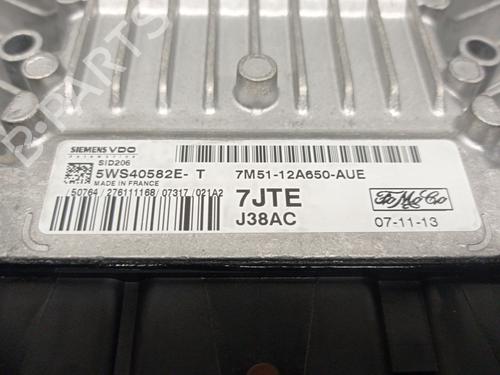 B-PARTS
SIEMENS VDO
Automotive
SID206
5WS40582E- T 7M51-12A650-AUE
MADE IN FRANCE
/50764/ 276111168/ 07317/ 021A2
7JTE
J38AC
FoMoCo
07-11-13